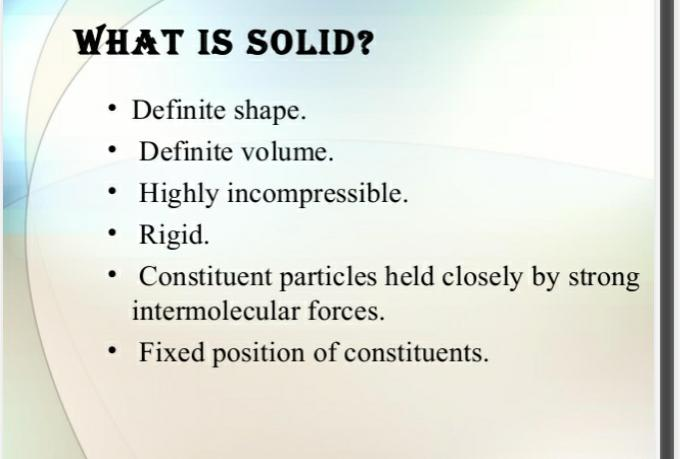 WHAT IS SOLID?
• Definite shape.
• Definite volume.
• Highly incompressible.
• Rigid.
• Constituent particles held closely by strong
intermolecular forces.
• Fixed position of constituents.